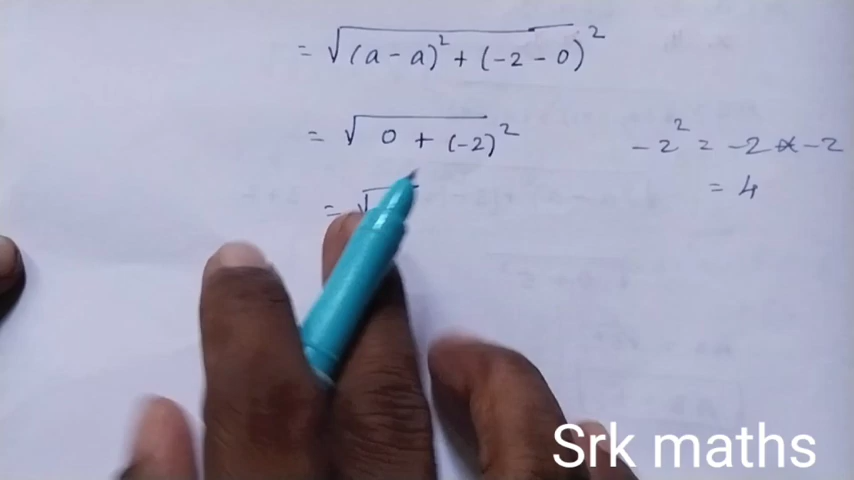 = √(a - a)² + (-2 - 0)²
= √ 0 + (-2)²
-2² = -2 × -2
= 4
= √
Srk maths